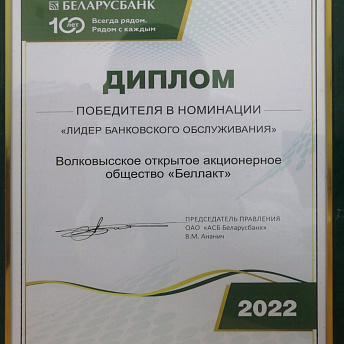 БЕЛАРУСБАНК
100 лет
Всегда рядом.
Рядом с каждым
ДИПЛОМ
ПОБЕДИТЕЛЯ В НОМИНАЦИИ
«ЛИДЕР БАНКОВСКОГО ОБСЛУЖИВАНИЯ»
Волковысское открытое акционерное
общество «Беллакт»
ПРЕДСЕДАТЕЛЬ ПРАВЛЕНИЯ
ОАО «АСБ Беларусбанк»
В.М. Ананич
2022